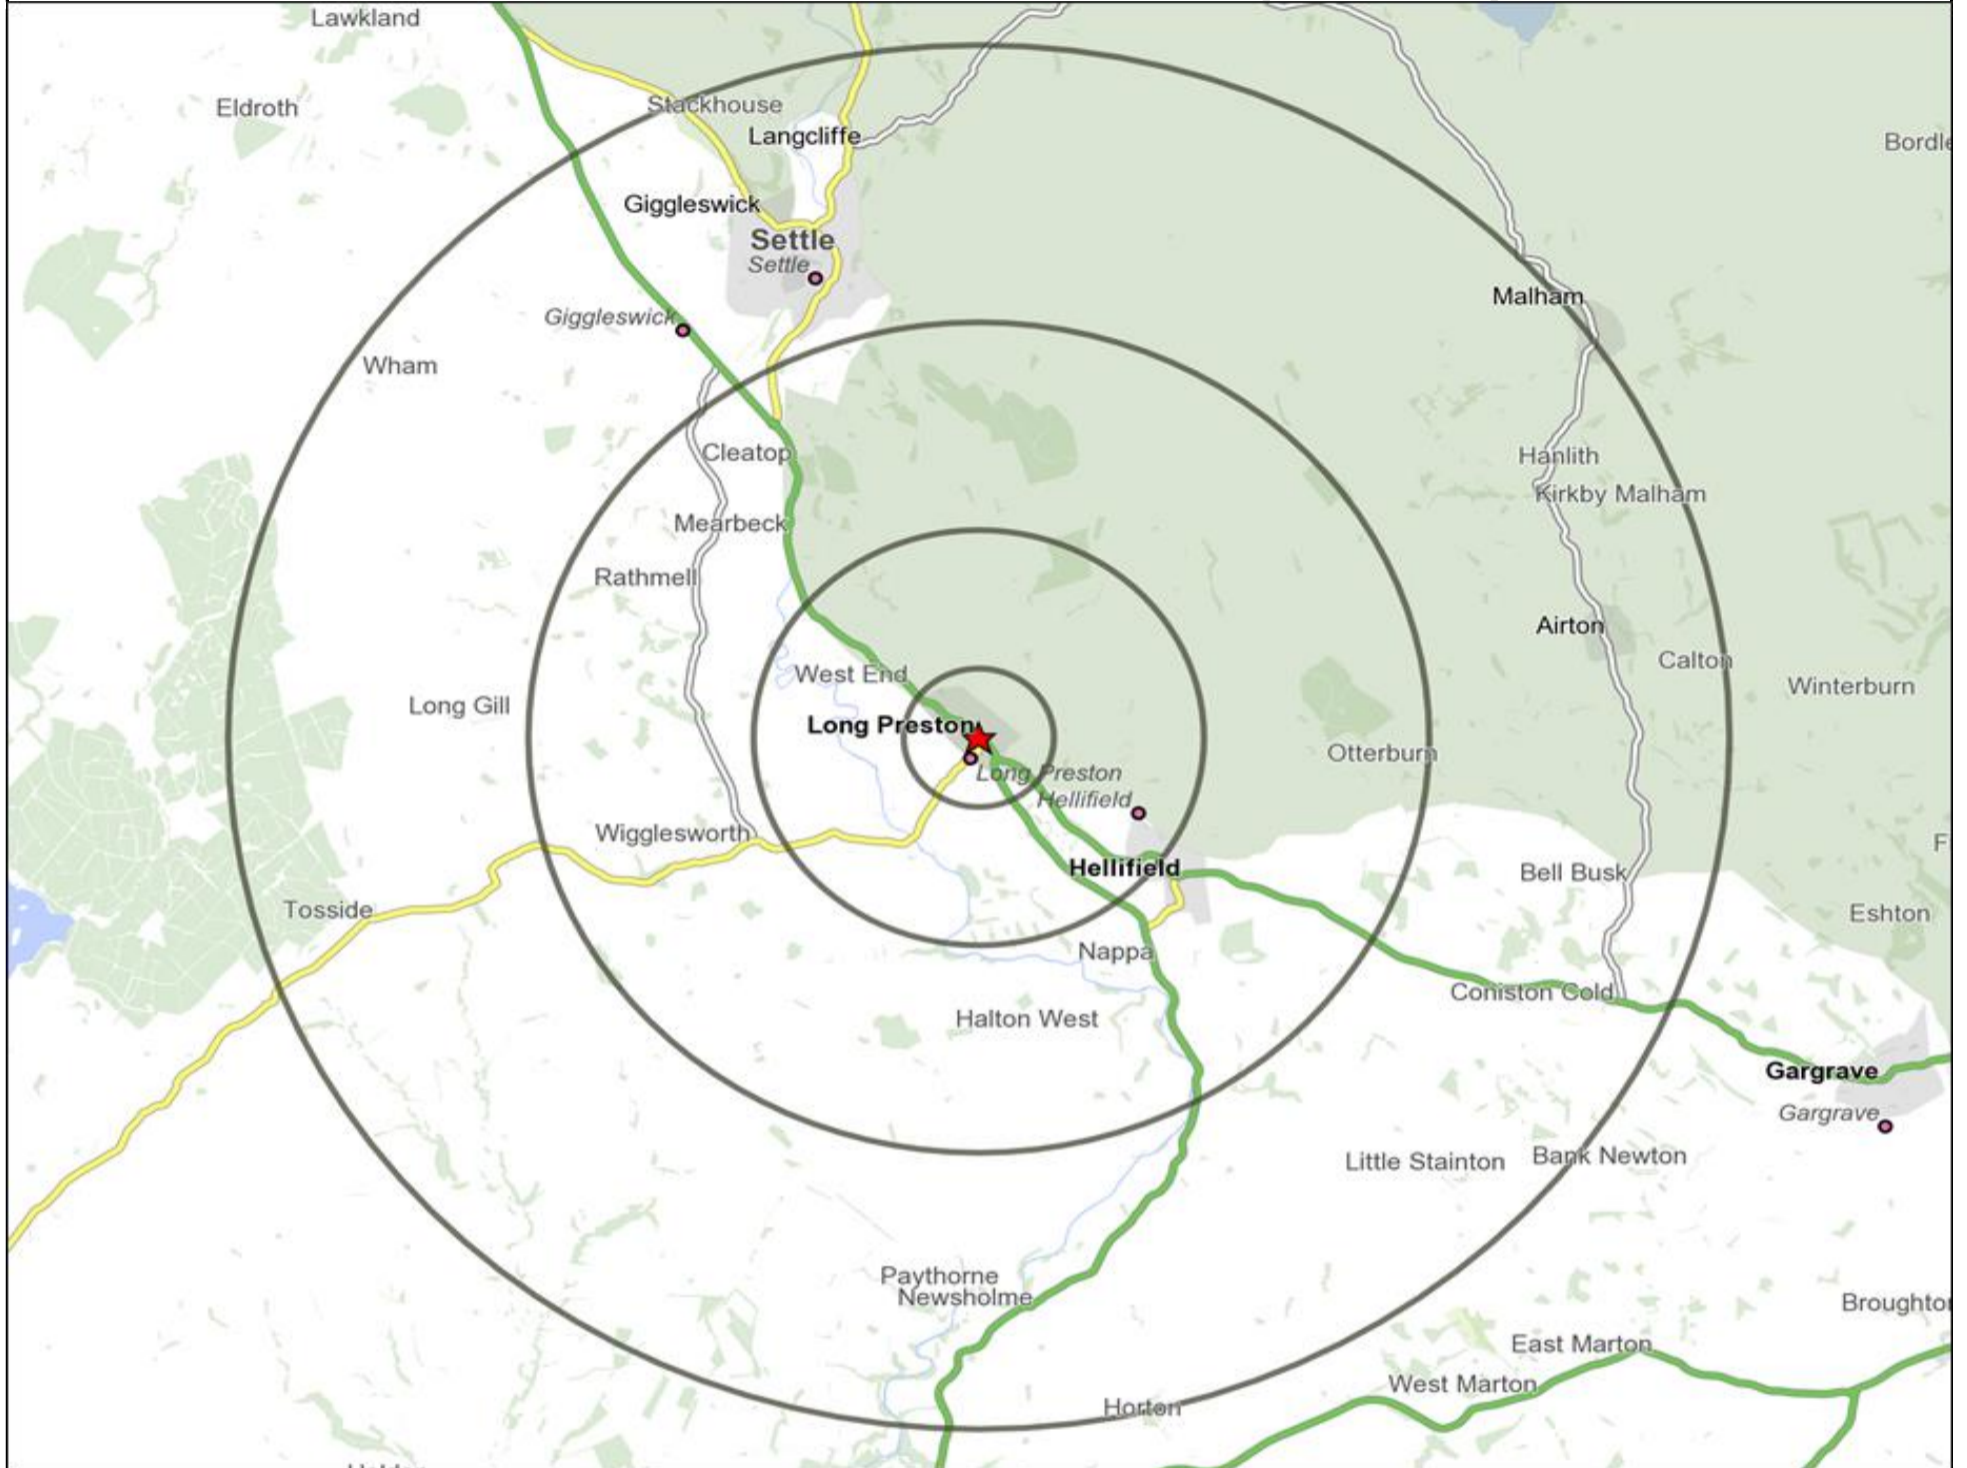 Lawkland
Eldroth
Stackhouse
Langcliffe
Bordle
Giggleswick
Settle
Settle
Malham
Giggleswick
Wham
Cleatop
Hanlith
Kirkby Malham
Mearbeck
Rathmell
Airton
Calton
West End
Winterburn
Long Gill
Long Preston
Otterburn
Long Preston
Hellifield
Wigglesworth
F
Hellifield
Bell Busk
Tosside
Eshton
Nappa
Coniston Cold
Halton West
Gargrave
Gargrave
Little Stainton
Bank Newton
Paythorne
Newsholme
Broughton
East Marton
West Marton
Horton